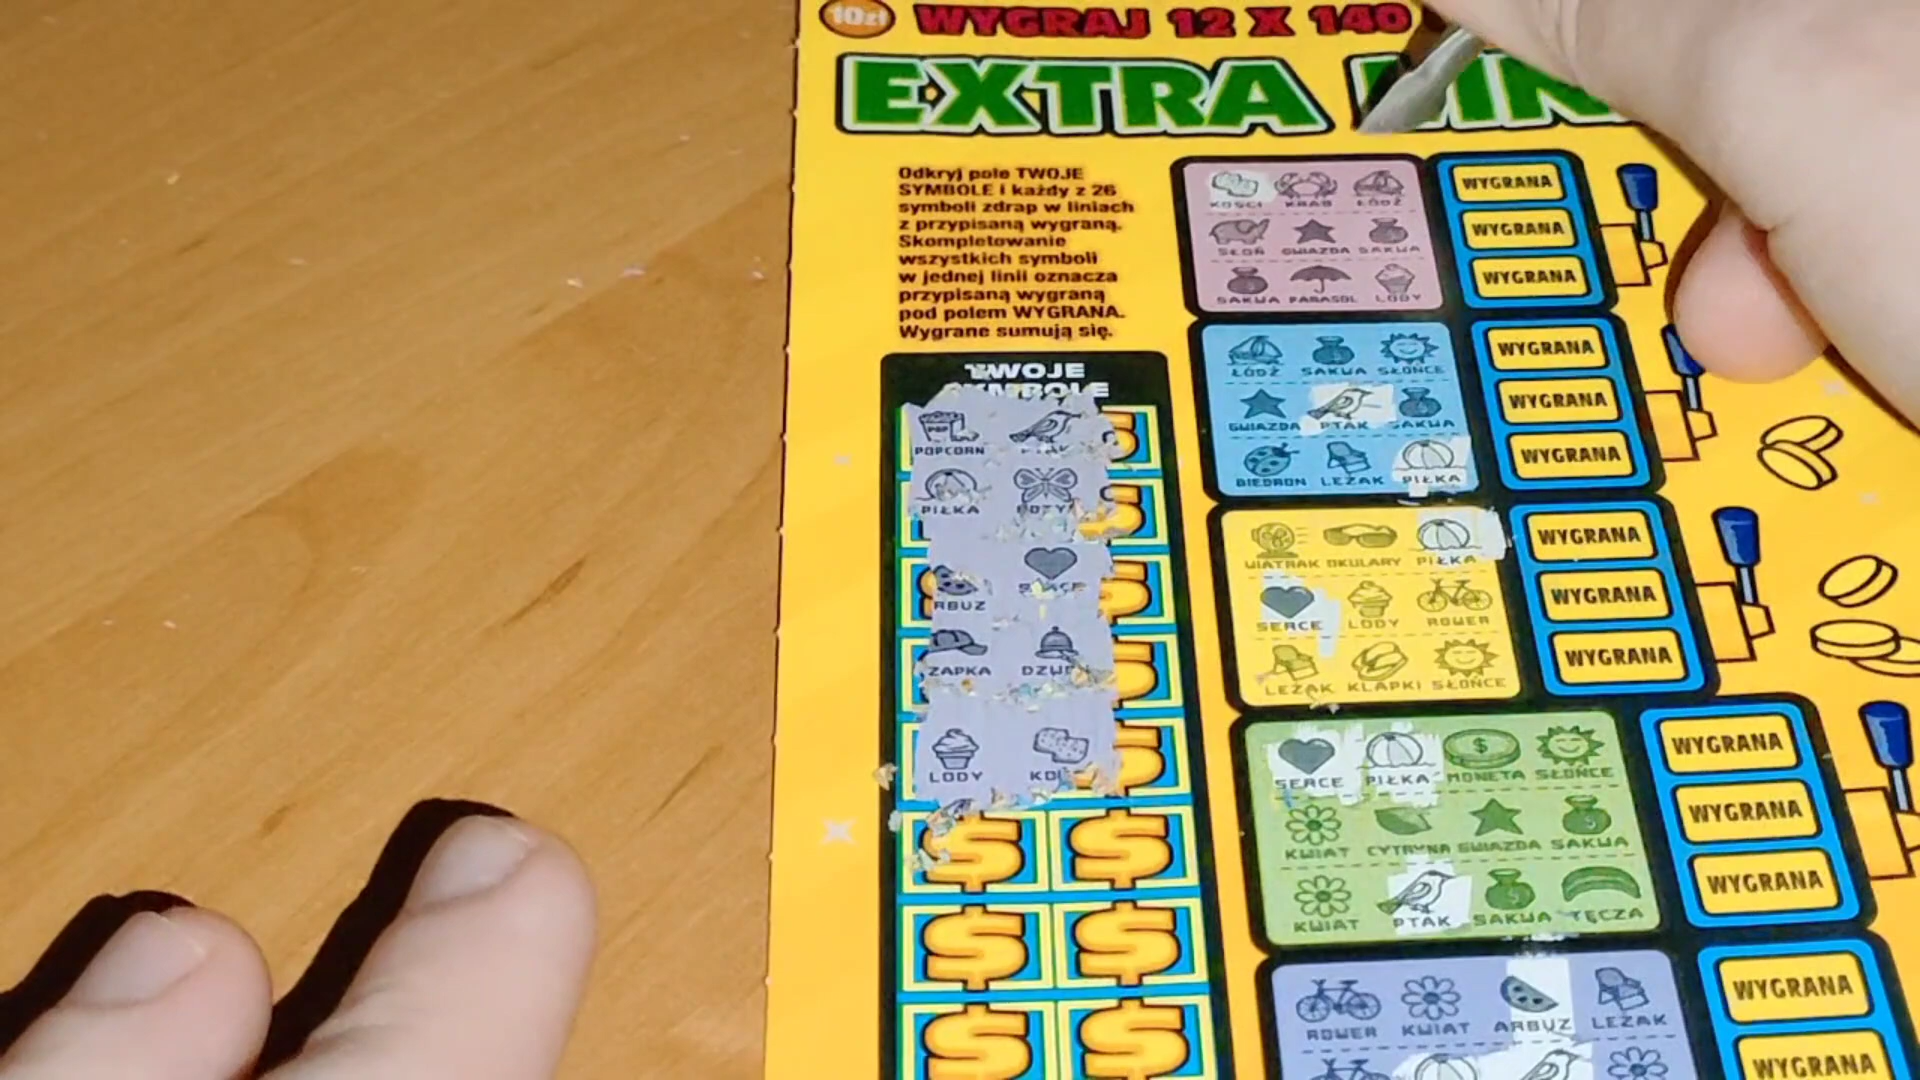 10zł WYGRAJ 12 X 140
EXTRA
Odkryj pole TWOJE
SYMBOLE i każdy z 26
symboli zdrap w liniach
z przypisaną wygraną.
Skompletowanie
wszystkich symboli
w jednej linii oznacza
przypisaną wygraną
pod polem WYGRANA.
Wygrane sumują się.
TWOJE
SYMBOLE
POPCORN PTAK
PIŁKA
ARBUZ SERCE
CZAPKA
LODY
KOŚCI KRAB ŁÓDŹ WYGRANA
SŁOŃ GWIAZDA SAKWA WYGRANA
SAKWA PARASOL LODY WYGRANA
ŁÓDŹ SAKWA SŁOŃCE WYGRANA
GWIAZDA PTAK SAKWA WYGRANA
BIEDRON LEŻAK PIŁKA WYGRANA
WIATRAK OKULARY PIŁKA WYGRANA
SERCE LODY ROWER WYGRANA
LEŻAK KLAPKI SŁOŃCE WYGRANA
SERCE PIŁKA MONETA SŁOŃCE WYGRANA
KWIAT CYTRYNA GWIAZDA SAKWA WYGRANA
KWIAT PTAK SAKWA TĘCZA WYGRANA
ROWER KWIAT ARBUZ LEŻAK WYGRANA
WYGRANA